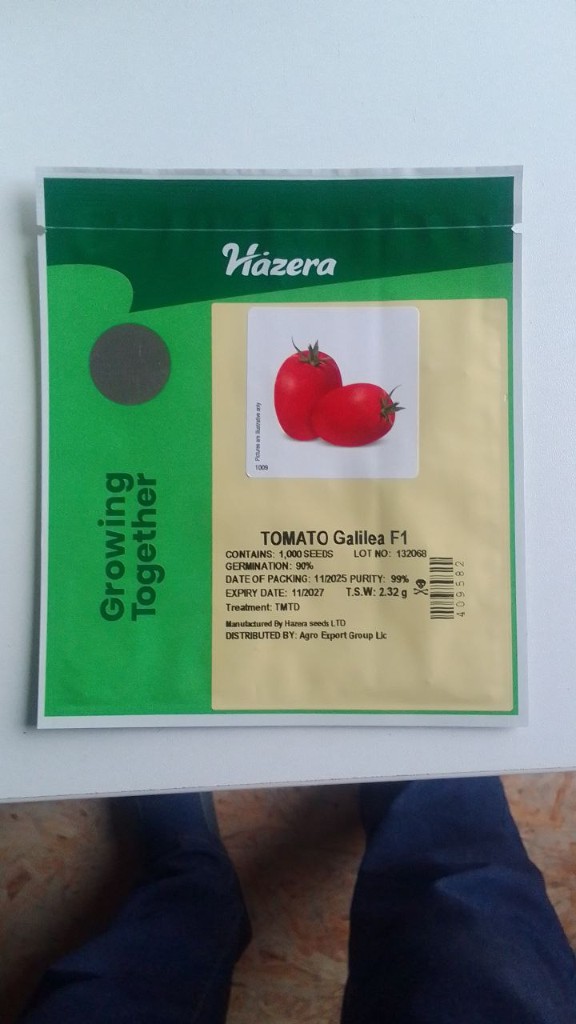 Hazera
Growing
Together
Pictures are illustrative only
1009
TOMATO Galilea F1
CONTAINS: 1,000 SEEDS LOT NO: 132068
GERMINATION: 90%
DATE OF PACKING: 11/2025 PURITY: 99%
EXPIRY DATE: 11/2027 T.S.W: 2.32 g
Treatment: TMTD
Manufactured By Hazera seeds LTD
DISTRIBUTED BY: Agro Export Group Llc
409582